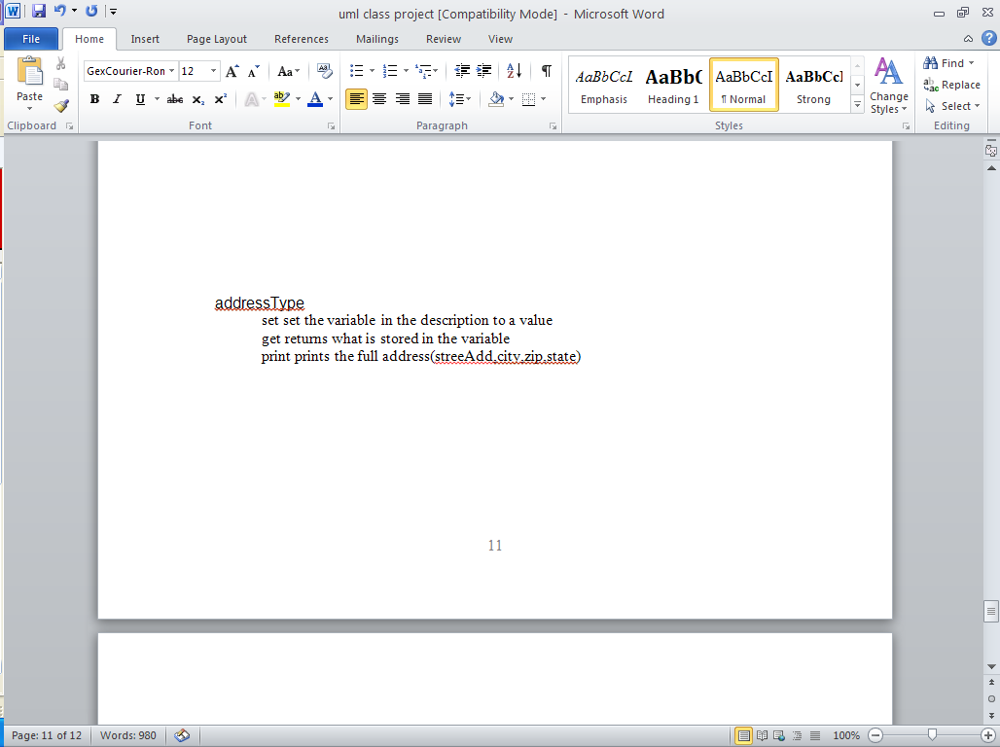 uml class project [Compatibility Mode] - Microsoft Word
File Home Insert Page Layout References Mailings Review View
Paste
Clipboard
GexCourier-Ron 12
Font
Paragraph
AaBbCcI AaBbC AaBbCcI AaBbCcl
Emphasis Heading 1 ¶ Normal Strong
Change Styles
Styles
Find
Replace
Select
Editing
addressType
set set the variable in the description to a value
get returns what is stored in the variable
print prints the full address(streeAdd,city,zip,state)
11
Page: 11 of 12 Words: 980 100%